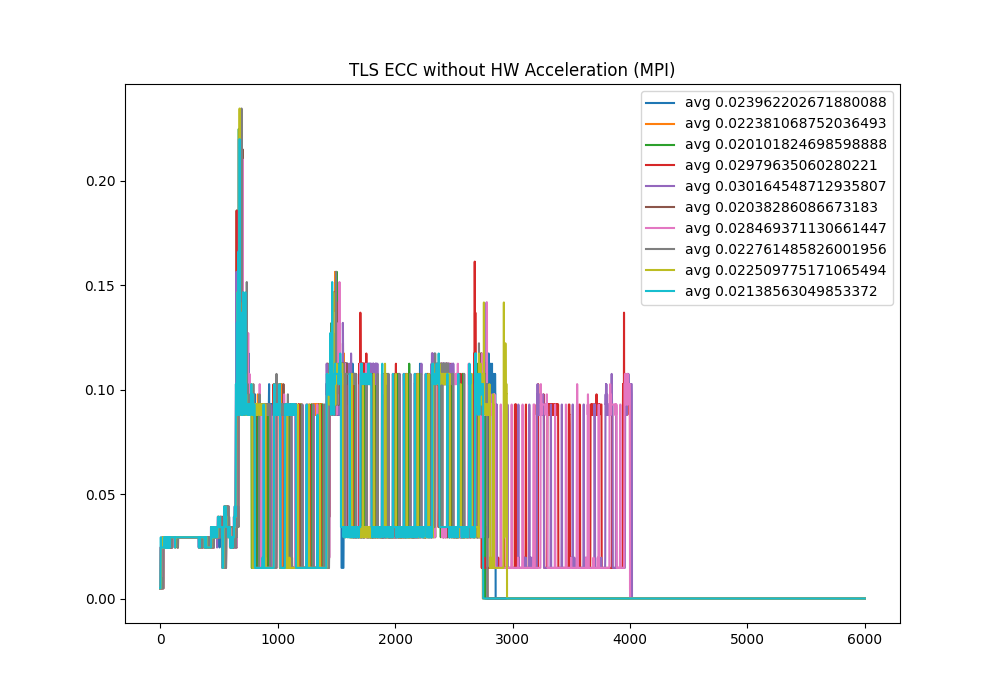 TLS ECC without HW Acceleration (MPI)
avg 0.023962202671880088
avg 0.022381068752036493
avg 0.020101824698598888
avg 0.02979635060280221
avg 0.030164548712935807
avg 0.02038286086673183
avg 0.028469371130661447
avg 0.022761485826001956
avg 0.022509775171065494
avg 0.02138563049853372
0.20
0.15
0.10
0.05
0.00
0 1000 2000 3000 4000 5000 6000